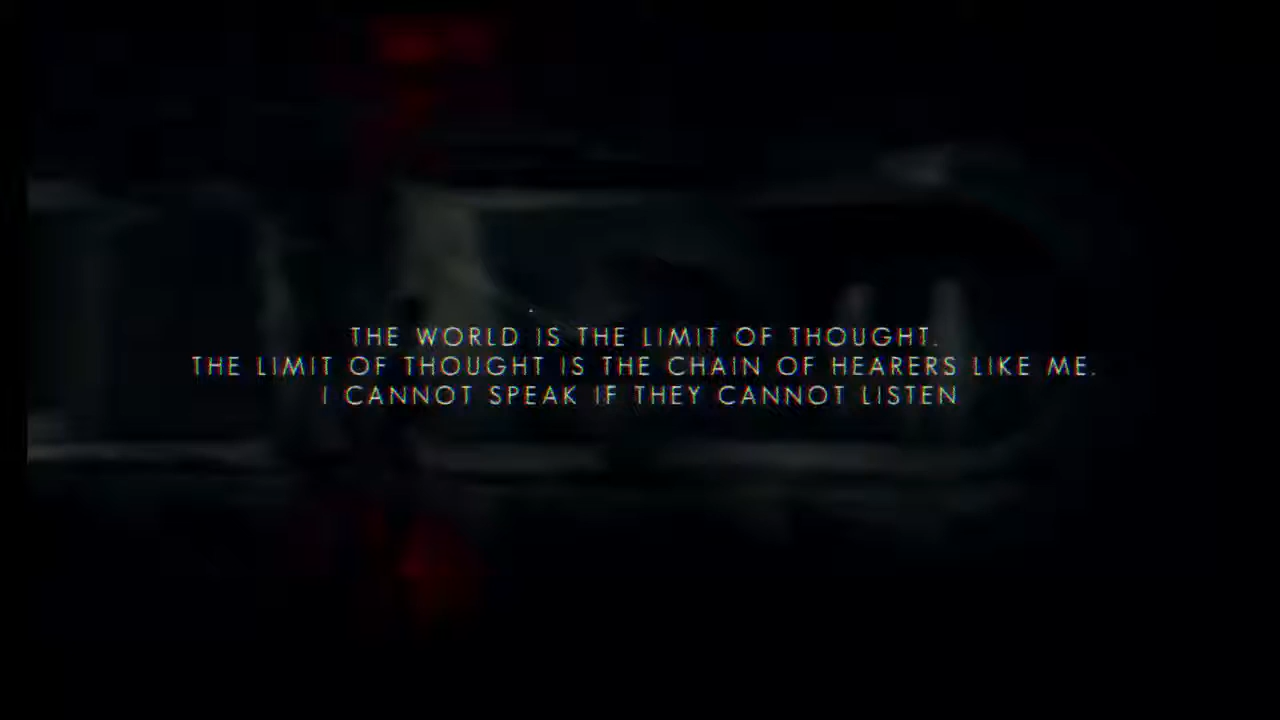 THE WORLD IS THE LIMIT OF THOUGHT.
THE LIMIT OF THOUGHT IS THE CHAIN OF HEARERS LIKE ME.
I CANNOT SPEAK IF THEY CANNOT LISTEN